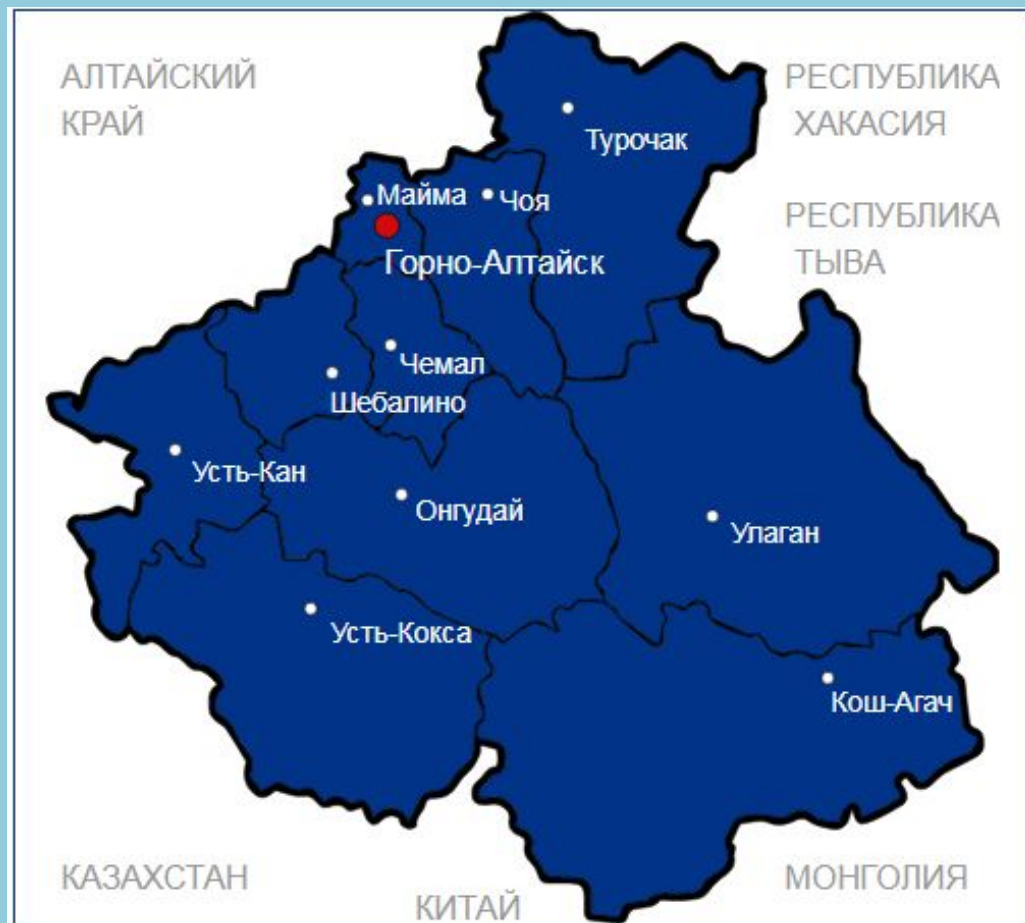 АЛТАЙСКИЙ
КРАЙ
РЕСПУБЛИКА
ХАКАСИЯ
Турочак
Майма
Чоя
РЕСПУБЛИКА
ТЫВА
Горно-Алтайск
Чемал
Шебалино
Усть-Кан
Онгудай
Улаган
Усть-Кокса
Кош-Агач
КАЗАХСТАН
КИТАЙ
МОНГОЛИЯ